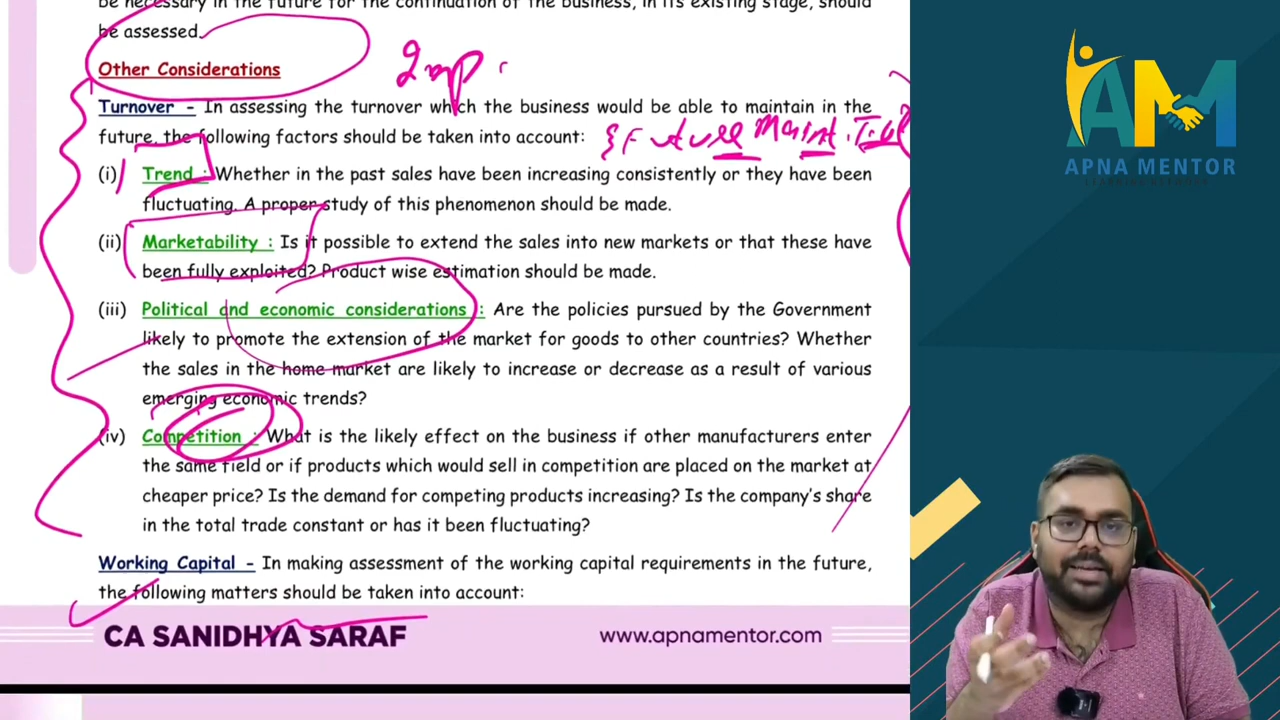 be necessary in the future for the continuation of the business, in its existing stage, should
be assessed.
Other Considerations
Imp
Turnover - In assessing the turnover which the business would be able to maintain in the
future, the following factors should be taken into account:
Future Maint.
(i) Trend : Whether in the past sales have been increasing consistently or they have been
fluctuating. A proper study of this phenomenon should be made.
(ii) Marketability : Is it possible to extend the sales into new markets or that these have
been fully exploited? Product wise estimation should be made.
(iii) Political and economic considerations : Are the policies pursued by the Government
likely to promote the extension of the market for goods to other countries? Whether
the sales in the home market are likely to increase or decrease as a result of various
emerging economic trends?
(iv) Competition : What is the likely effect on the business if other manufacturers enter
the same field or if products which would sell in competition are placed on the market at
cheaper price? Is the demand for competing products increasing? Is the company's share
in the total trade constant or has it been fluctuating?
Working Capital - In making assessment of the working capital requirements in the future,
the following matters should be taken into account:
CA SANIDHYA SARAF
www.apnamentor.com
AM
APNA MENTOR
LEARNING NETWORK